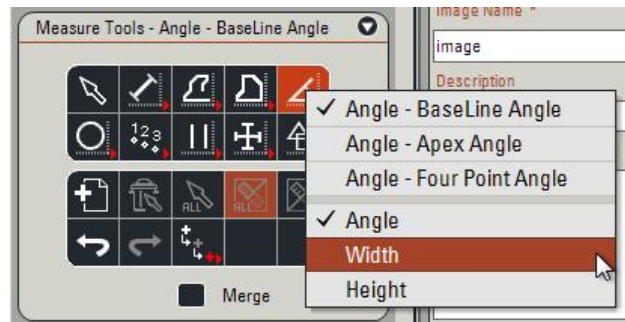 Image Name *
Measure Tools - Angle - BaseLine Angle
image
Description
Angle - BaseLine Angle
123
Angle - Apex Angle
Angle - Four Point Angle
ALL
ALL
Angle
Width
Merge
Height